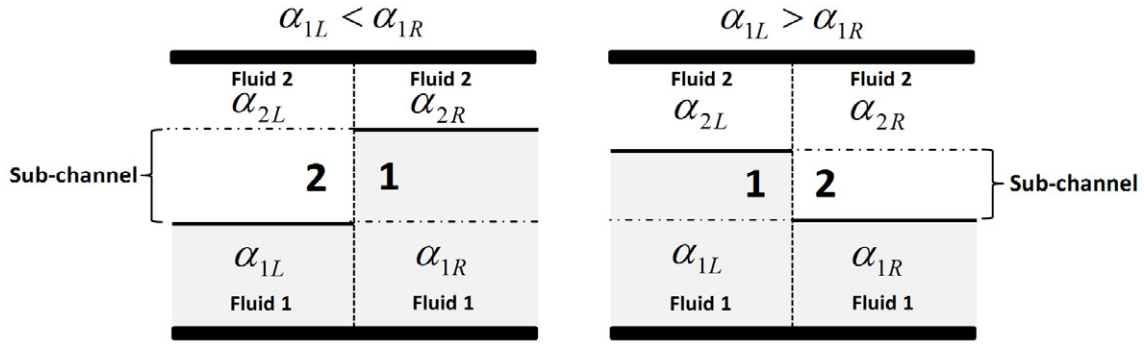 α1L < α1R
Fluid 2 Fluid 2
α2L α2R
Sub-channel 2 1
α1L α1R
Fluid 1 Fluid 1
α1L > α1R
Fluid 2 Fluid 2
α2L α2R
1 2 Sub-channel
α1L α1R
Fluid 1 Fluid 1